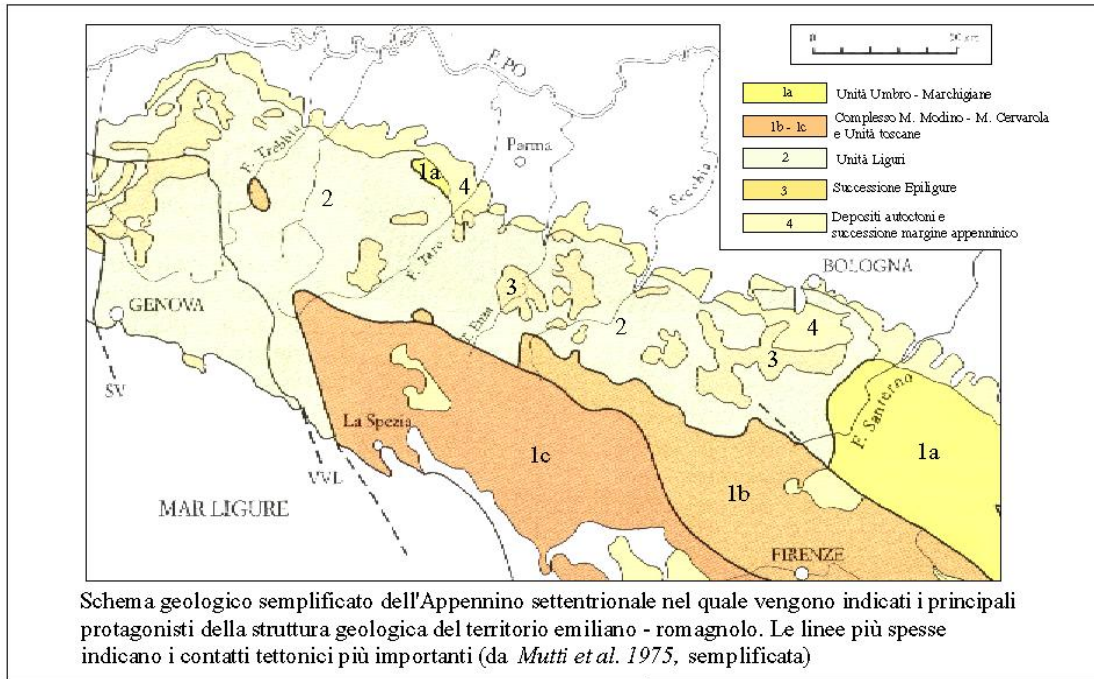 0
50 km
1a Unità Umbro - Marchigiane
1b - 1c Complesso M. Modino - M. Cervarola
e Unità toscane
2 Unità Liguri
3 Successione Epiligure
4 Depositi autoctoni e
successione margine appenninico
F. PO
F. Trebbia
Parma
1a
4
2
F. Secchia
F. Taro
BOLOGNA
GENOVA
3
F. Enza
2
4
3
SV
F. Santerno
La Spezia
1a
1c
VVL
1b
MAR LIGURE
FIRENZE
Schema geologico semplificato dell'Appennino settentrionale nel quale vengono indicati i principali
protagonisti della struttura geologica del territorio emiliano - romagnolo. Le linee più spesse
indicano i contatti tettonici più importanti (da Mutti et al. 1975, semplificata)